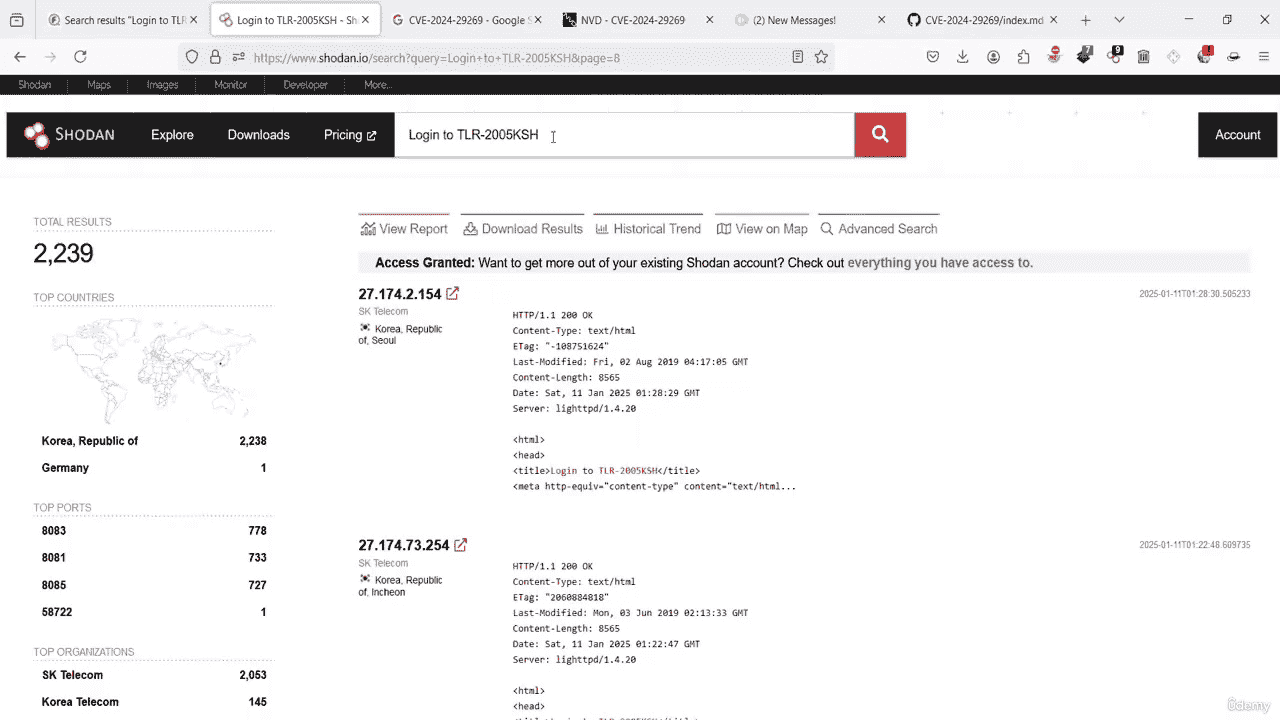 Search results "Login to TLR
Login to TLR-2005KSH - Sh
CVE-2024-29269 - Google S
NVD - CVE-2024-29269
(2) New Messages!
CVE-2024-29269/index.md
https://www.shodan.io/search?query=Login+to+TLR-2005KSH&page=8
7
9
Shodan
Maps
Images
Monitor
Developer
More...
SHODAN
Explore
Downloads
Pricing
Login to TLR-2005KSH
Account
TOTAL RESULTS
2,239
View Report
Download Results
Historical Trend
View on Map
Advanced Search
Access Granted: Want to get more out of your existing Shodan account? Check out everything you have access to.
TOP COUNTRIES
Korea, Republic of 2,238
Germany 1
TOP PORTS
8083 778
8081 733
8085 727
58722 1
TOP ORGANIZATIONS
SK Telecom 2,053
Korea Telecom 145
27.174.2.154
2025-01-11T01:28:30.505233
SK Telecom
Korea, Republic
of, Seoul
HTTP/1.1 200 OK
Content-Type: text/html
ETag: "-108751624"
Last-Modified: Fri, 02 Aug 2019 04:17:05 GMT
Content-Length: 8565
Date: Sat, 11 Jan 2025 01:28:29 GMT
Server: lighttpd/1.4.20
<html>
<head>
<title>Login to TLR-2005KSH</title>
<meta http-equiv="content-type" content="text/html...
27.174.73.254
2025-01-11T01:22:48.609735
SK Telecom
Korea, Republic
of, Incheon
HTTP/1.1 200 OK
Content-Type: text/html
ETag: "2060884818"
Last-Modified: Mon, 03 Jun 2019 02:13:33 GMT
Content-Length: 8565
Date: Sat, 11 Jan 2025 01:22:47 GMT
Server: lighttpd/1.4.20
<html>
<head>
ûdemy